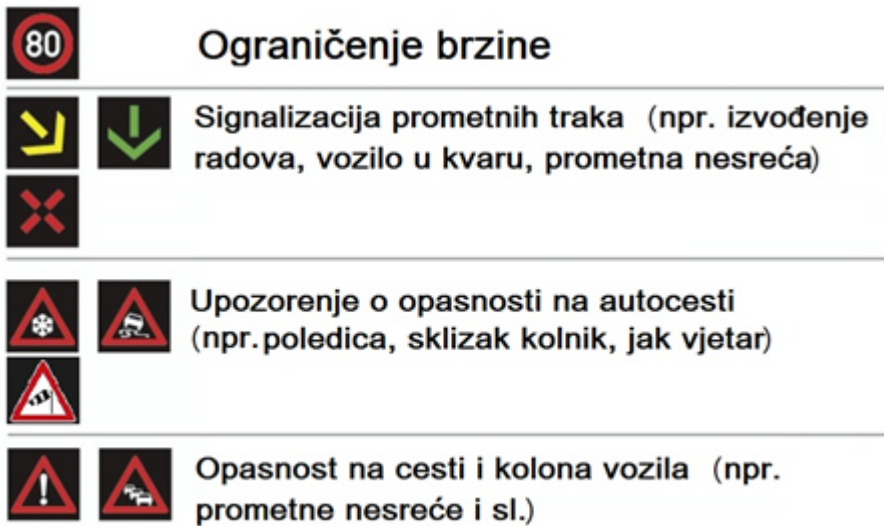 80
Ograničenje brzine
Signalizacija prometnih traka (npr. izvođenje
radova, vozilo u kvaru, prometna nesreća)
Upozorenje o opasnosti na autocesti
(npr. poledica, sklizak kolnik, jak vjetar)
Opasnost na cesti i kolona vozila (npr.
prometne nesreće i sl.)